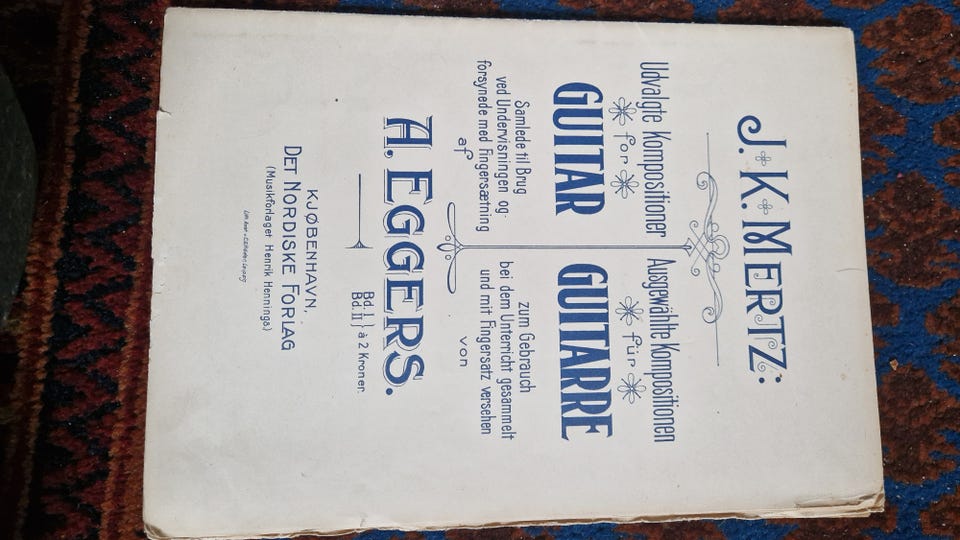 J. K. MERTZ:
Udvalgte Kompositioner
for
GUITAR
Samlede til Brug
ved Undervisningen og
forsynede med Fingersætning
af
Ausgewählte Kompositionen
für
GUITARRE
zum Gebrauch
bei dem Unterricht gesammelt
und mit Fingersatz versehen
von
A. EGGERS.
Bd. I
Bd. II } à 2 Kroner.
KJØBENHAVN,
DET NORDISKE FORLAG
(Musikforlaget Henrik Hennings.)